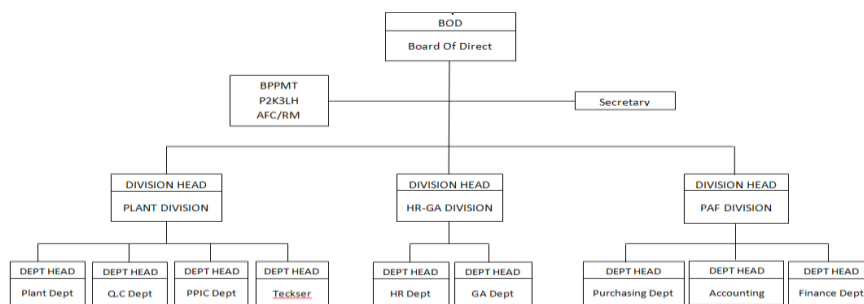 BOD
Board Of Direct
BPPMT
P2K3LH
AFC/RM
Secretary
DIVISION HEAD
PLANT DIVISION
DIVISION HEAD
HR-GA DIVISION
DIVISION HEAD
PAF DIVISION
DEPT HEAD
Plant Dept
DEPT HEAD
Q.C Dept
DEPT HEAD
PPIC Dept
DEPT HEAD
Teckser
DEPT HEAD
HR Dept
DEPT HEAD
GA Dept
DEPT HEAD
Purchasing Dept
DEPT HEAD
Accounting
DEPT HEAD
Finance Dept